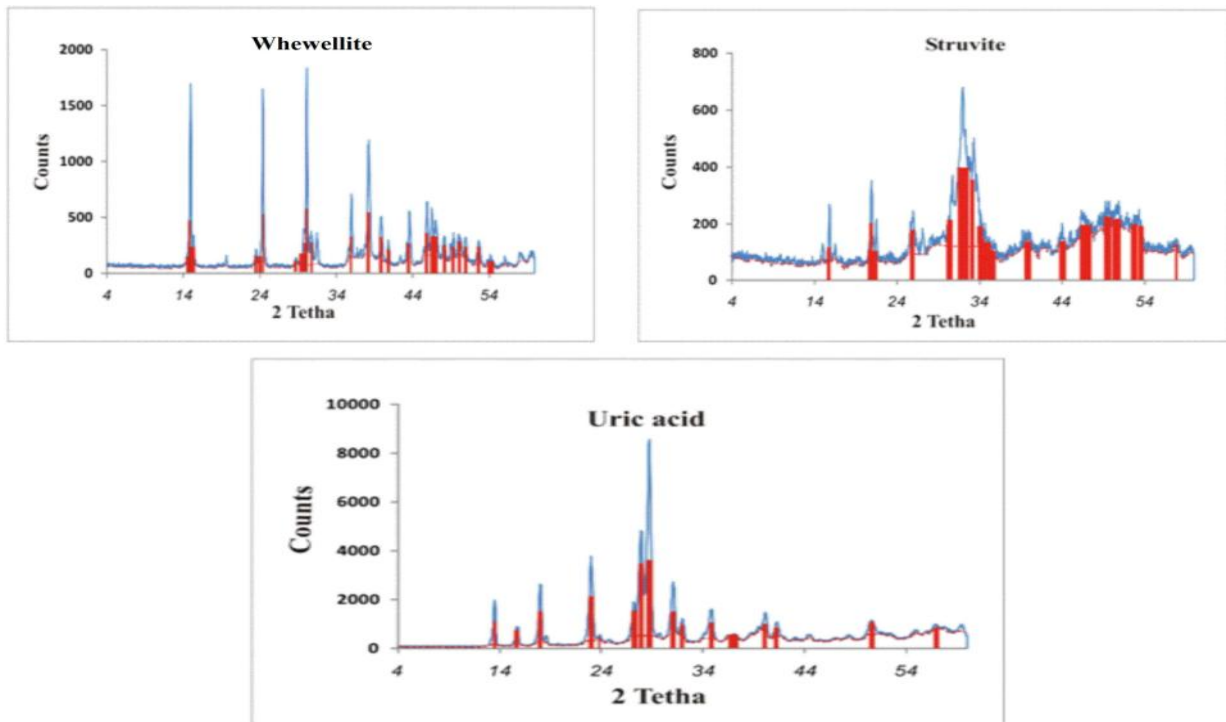 Whewellite
2000
1500
1000
500
0
Counts
4 14 24 34 44 54
2 Tetha
Struvite
800
600
400
200
0
Counts
4 14 24 34 44 54
2 Tetha
Uric acid
10000
8000
6000
4000
2000
0
Counts
4 14 24 34 44 54
2 Tetha